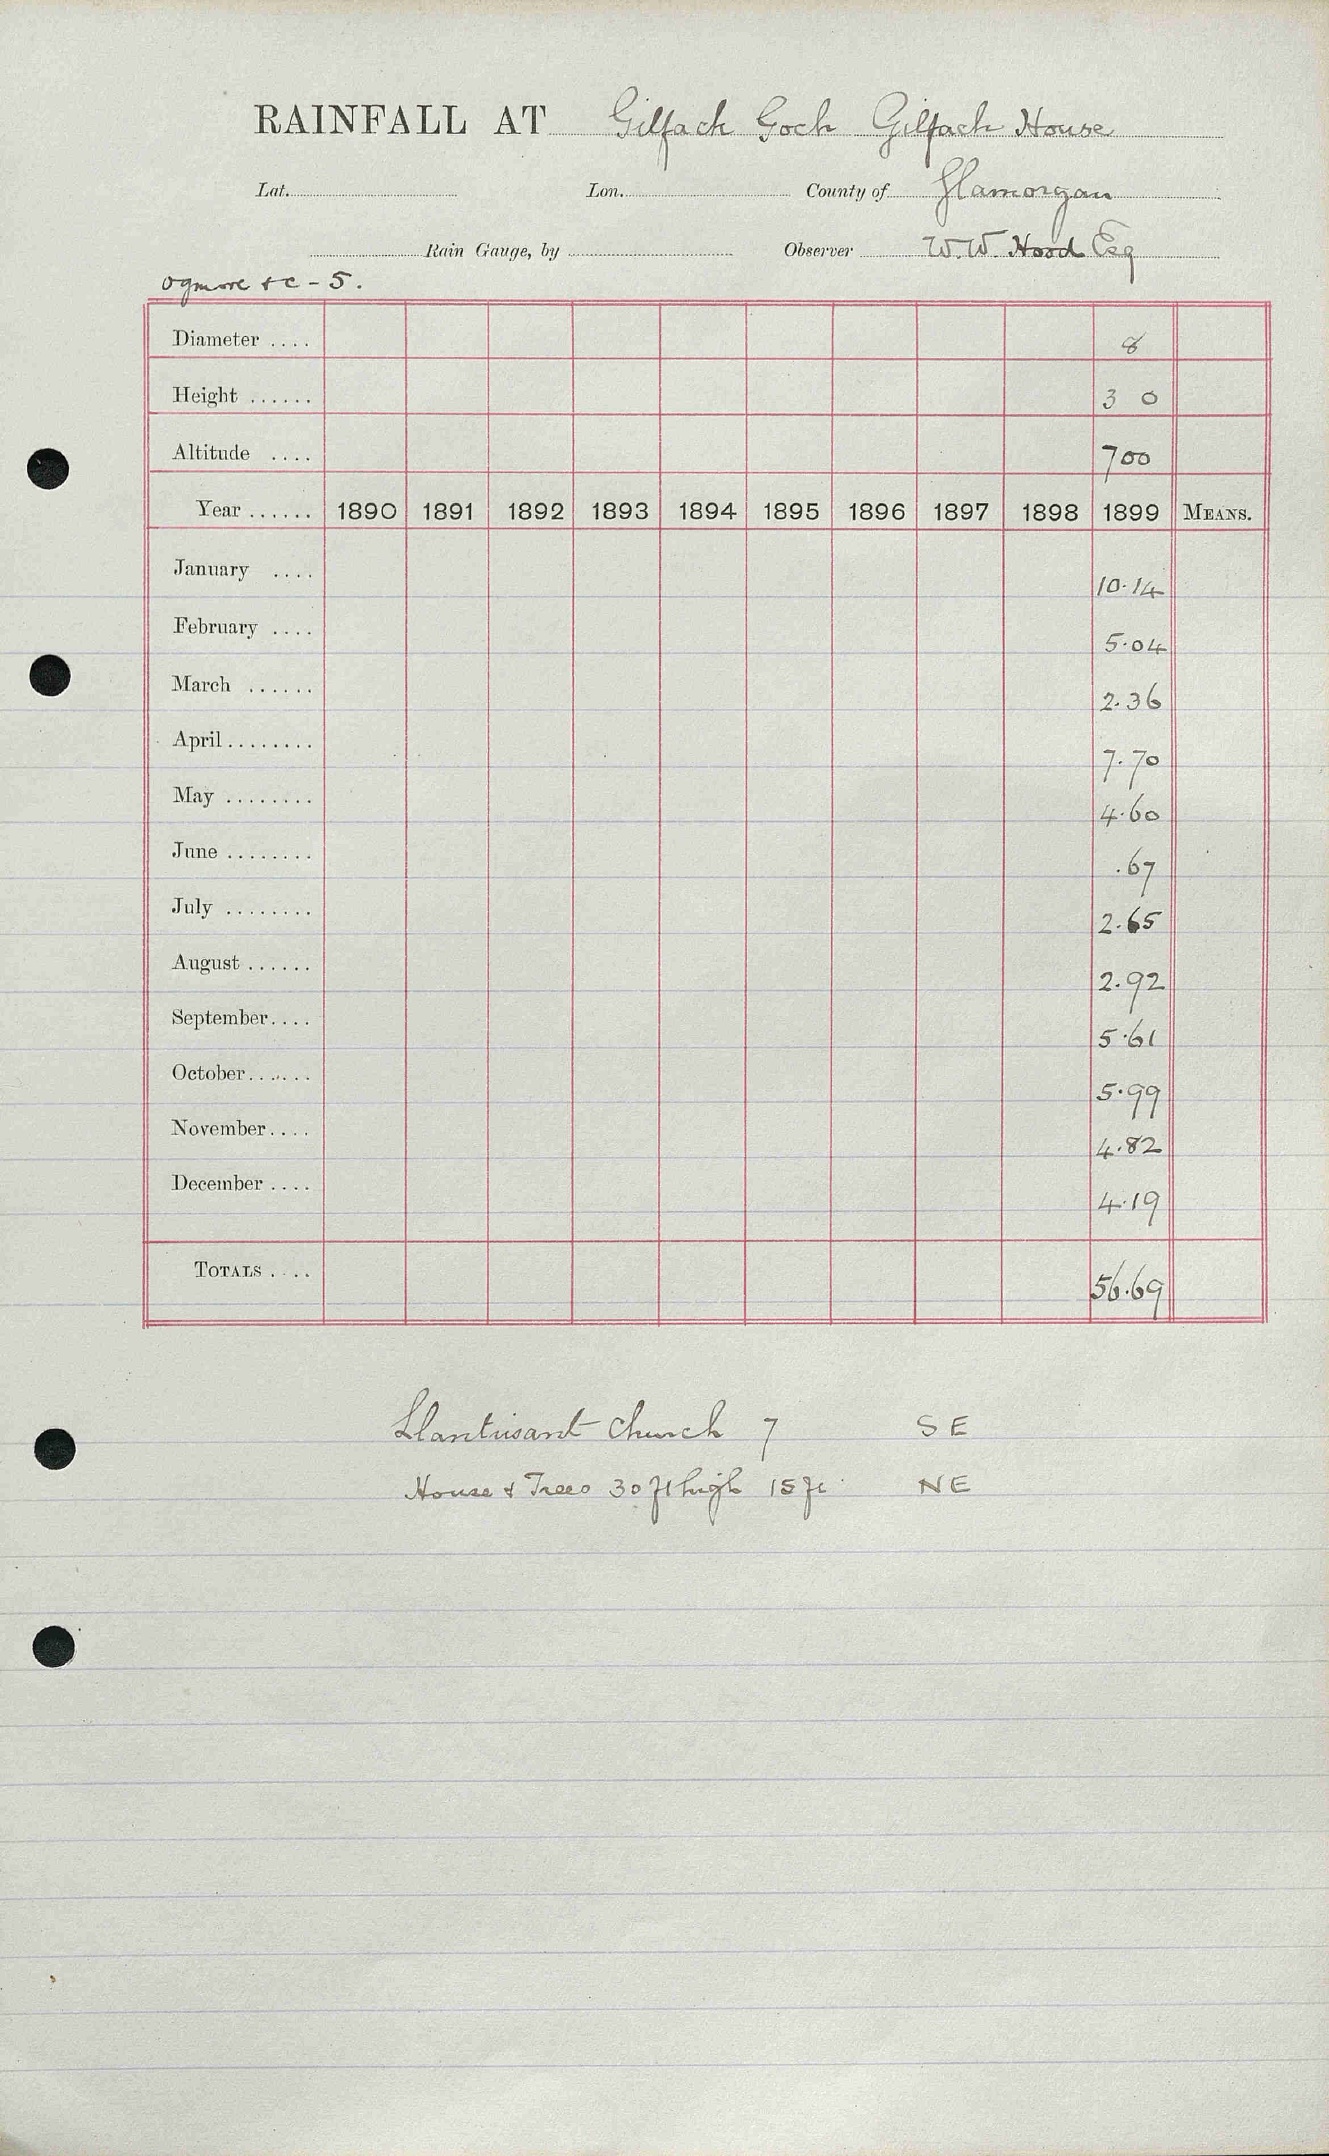 RAINFALL AT Gilfach Goch Gilfach House
Lat. Lon. County of Glamorgan
Rain Gauge, by Observer W. W. Hood Esq
Ogmore &c - 5.
Diameter .... 8
Height ...... 3 0
Altitude .... 700
Year ...... 1890 1891 1892 1893 1894 1895 1896 1897 1898 1899 MEANS.
January .... 10.14
February .... 5.04
March ...... 2.36
April ........ 7.70
May ........ 4.60
June ........ .67
July ........ 2.65
August ...... 2.92
September .... 5.61
October ...... 5.99
November .... 4.82
December .... 4.19
TOTALS .... 56.69
Llantrisant Church 7 SE
House & Trees 30 ft high 15 ft. NE